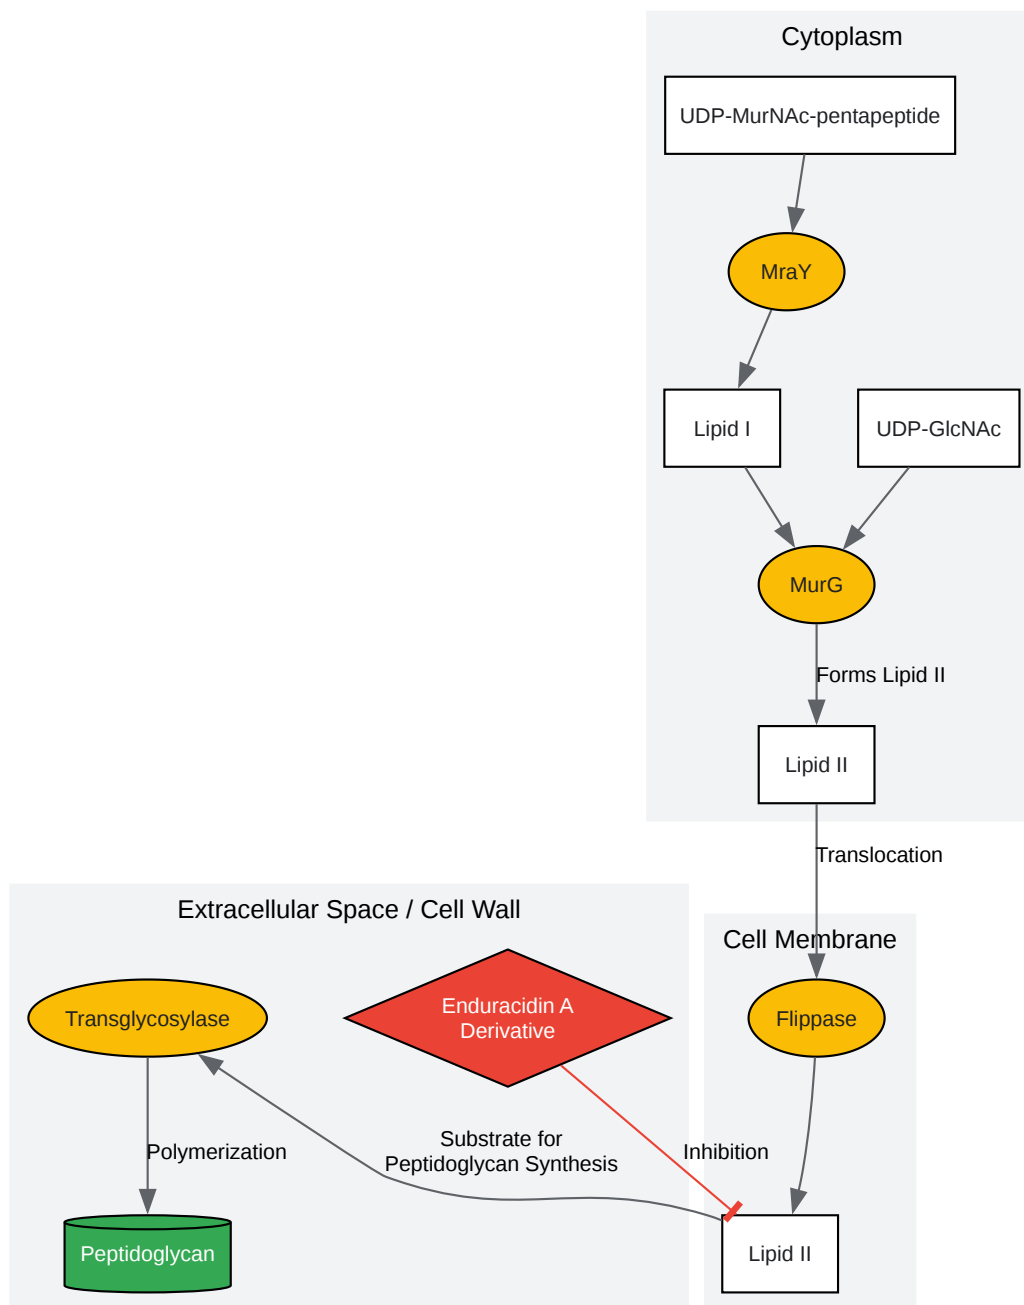 Cytoplasm
UDP-MurNAc-pentapeptide
MraY
Lipid I
UDP-GlcNAc
MurG
Forms Lipid II
Lipid II
Translocation
Extracellular Space / Cell Wall
Cell Membrane
Transglycosylase
Enduracidin A
Derivative
Flippase
Polymerization
Substrate for
Peptidoglycan Synthesis
Inhibition
Peptidoglycan
Lipid II